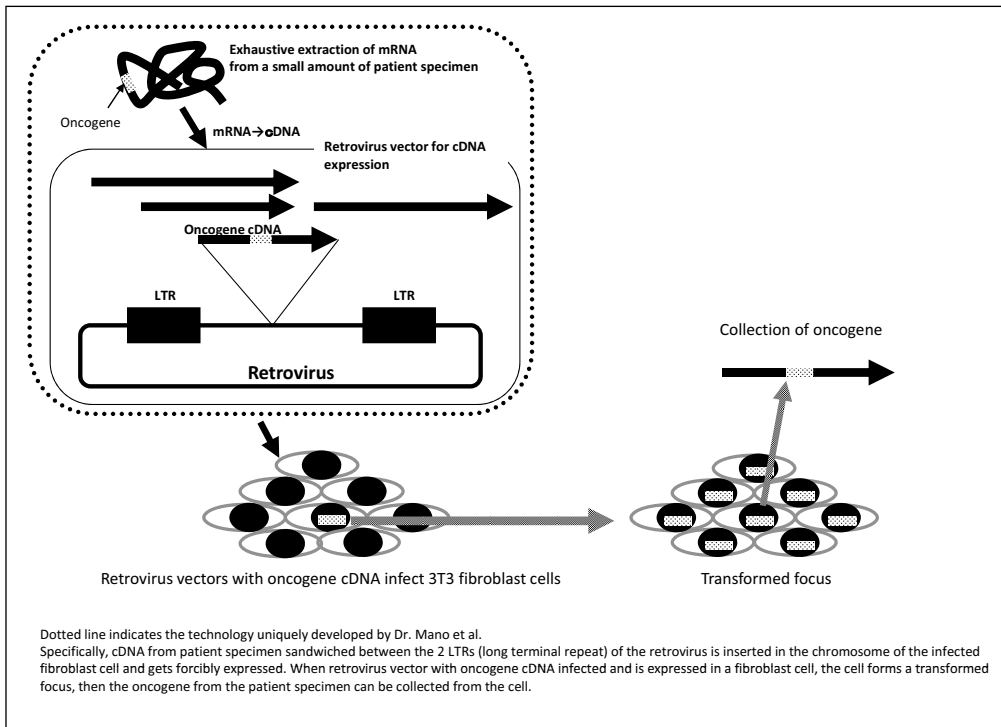 Exhaustive extraction of mRNA
from a small amount of patient specimen
Oncogene
mRNA→cDNA
Retrovirus vector for cDNA
expression
Oncogene cDNA
LTR
LTR
Retrovirus
Collection of oncogene
Retrovirus vectors with oncogene cDNA infect 3T3 fibroblast cells
Transformed focus
Dotted line indicates the technology uniquely developed by Dr. Mano et al.
Specifically, cDNA from patient specimen sandwiched between the 2 LTRs (long terminal repeat) of the retrovirus is inserted in the chromosome of the infected
fibroblast cell and gets forcibly expressed. When retrovirus vector with oncogene cDNA infected and is expressed in a fibroblast cell, the cell forms a transformed
focus, then the oncogene from the patient specimen can be collected from the cell.